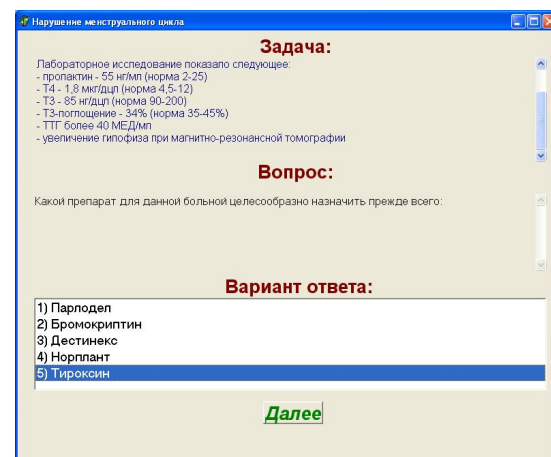 Нарушение менструального цикла
Задача:
Лабораторное исследование показало следующее:
- пролактин - 55 нг/мл (норма 2-25)
- Т4 - 1,8 мкг/дцл (норма 4,5-12)
- Т3 - 85 нг/дцл (норма 90-200)
- Т3-поглощение - 34% (норма 35-45%)
- ТТГ более 40 МЕД/мл
- увеличение гипофиза при магнитно-резонансной томографии
Вопрос:
Какой препарат для данной больной целесообразно назначить прежде всего:
Вариант ответа:
1) Парлодел
2) Бромокриптин
3) Дестинекс
4) Норплант
5) Тироксин
Далее